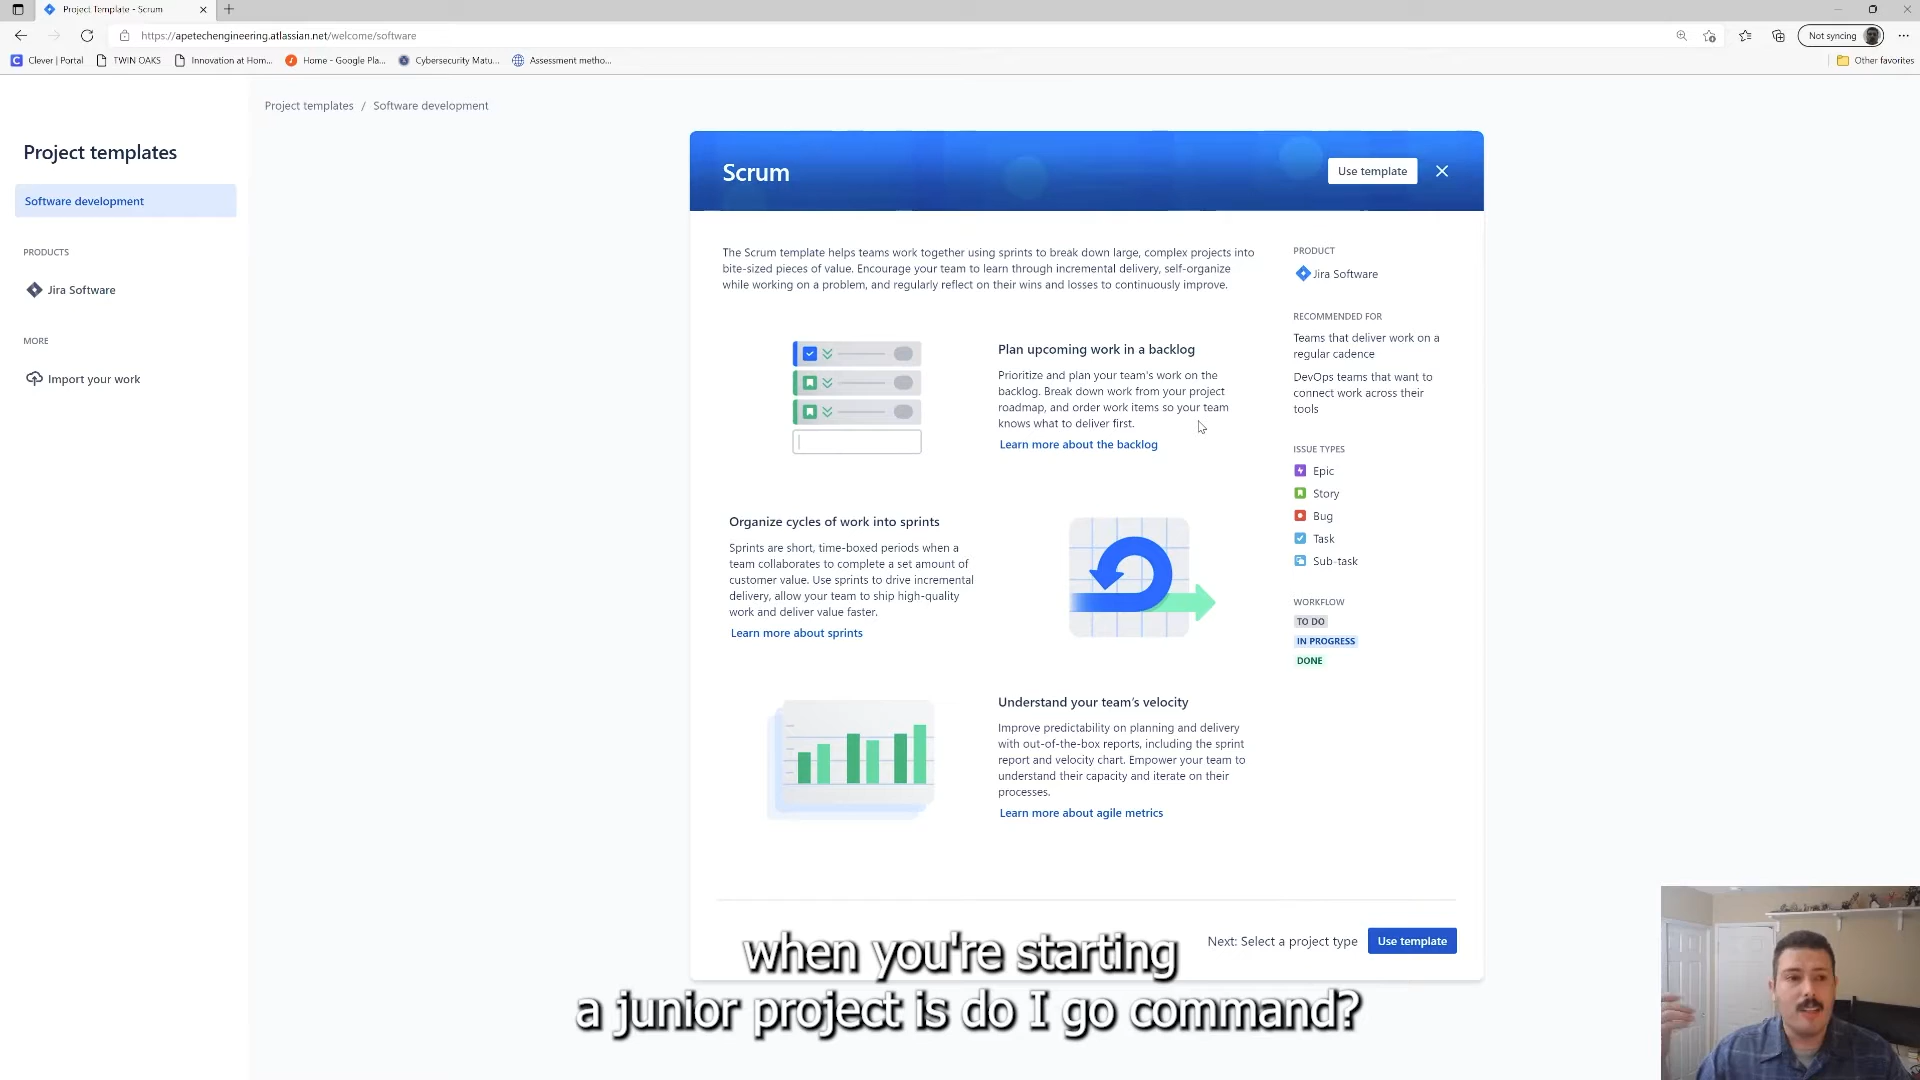 Project Template - Scrum
https://apetechengineering.atlassian.net/welcome/software
Not syncing
Clever | Portal
TWIN OAKS
Innovation at Hom...
Home - Google Pla...
Cybersecurity Matu...
Assessment metho...
Other favorites
Project templates / Software development
Project templates
Software development
PRODUCTS
Jira Software
MORE
Import your work
Scrum
Use template
The Scrum template helps teams work together using sprints to break down large, complex projects into
bite-sized pieces of value. Encourage your team to learn through incremental delivery, self-organize
while working on a problem, and regularly reflect on their wins and losses to continuously improve.
Plan upcoming work in a backlog
Prioritize and plan your team's work on the
backlog. Break down work from your project
roadmap, and order work items so your team
knows what to deliver first.
Learn more about the backlog
Organize cycles of work into sprints
Sprints are short, time-boxed periods when a
team collaborates to complete a set amount of
customer value. Use sprints to drive incremental
delivery, allow your team to ship high-quality
work and deliver value faster.
Learn more about sprints
Understand your team's velocity
Improve predictability on planning and delivery
with out-of-the-box reports, including the sprint
report and velocity chart. Empower your team to
understand their capacity and iterate on their
processes.
Learn more about agile metrics
PRODUCT
Jira Software
RECOMMENDED FOR
Teams that deliver work on a
regular cadence
DevOps teams that want to
connect work across their
tools
ISSUE TYPES
Epic
Story
Bug
Task
Sub-task
WORKFLOW
TO DO
IN PROGRESS
DONE
Next: Select a project type
Use template
when you're starting
a junior project is do I go command?